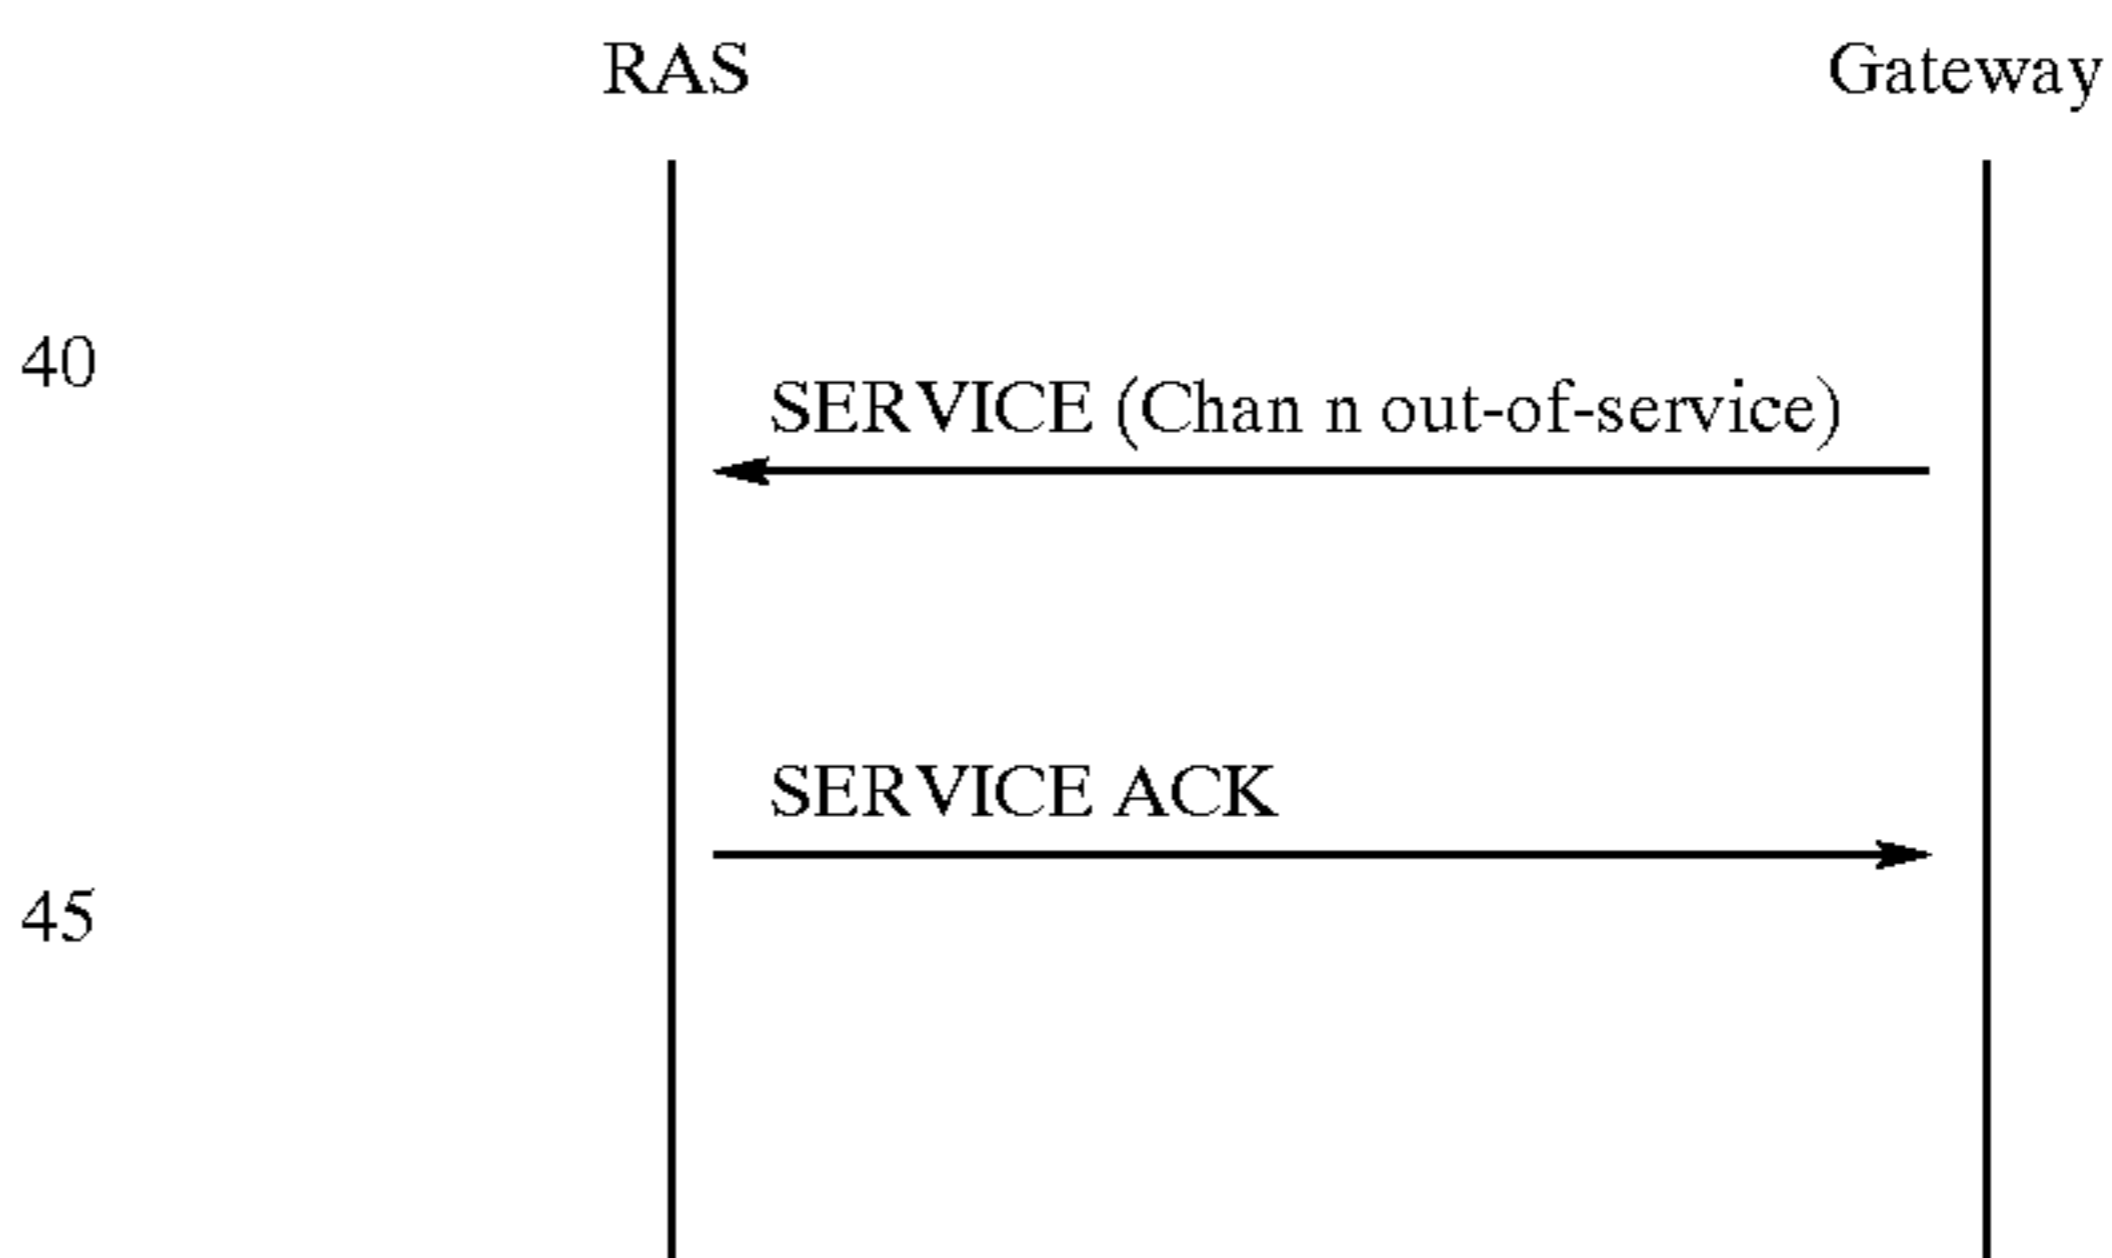 RAS Gateway
40
SERVICE (Chan n out-of-service)
SERVICE ACK
45